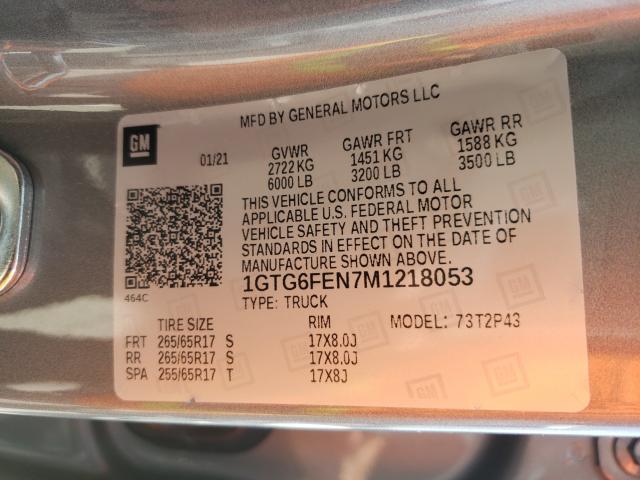 MFD BY GENERAL MOTORS LLC
GM
01/21
GVWR GAWR FRT GAWR RR
2722 KG 1451 KG 1588 KG
6000 LB 3200 LB 3500 LB
THIS VEHICLE CONFORMS TO ALL
APPLICABLE U.S. FEDERAL MOTOR
VEHICLE SAFETY AND THEFT PREVENTION
STANDARDS IN EFFECT ON THE DATE OF
MANUFACTURE SHOWN ABOVE.
464C
1GTG6FEN7M1218053
TYPE: TRUCK
TIRE SIZE RIM MODEL: 73T2P43
FRT 265/65R17 S 17X8.0J
RR 265/65R17 S 17X8.0J
SPA 255/65R17 T 17X8J